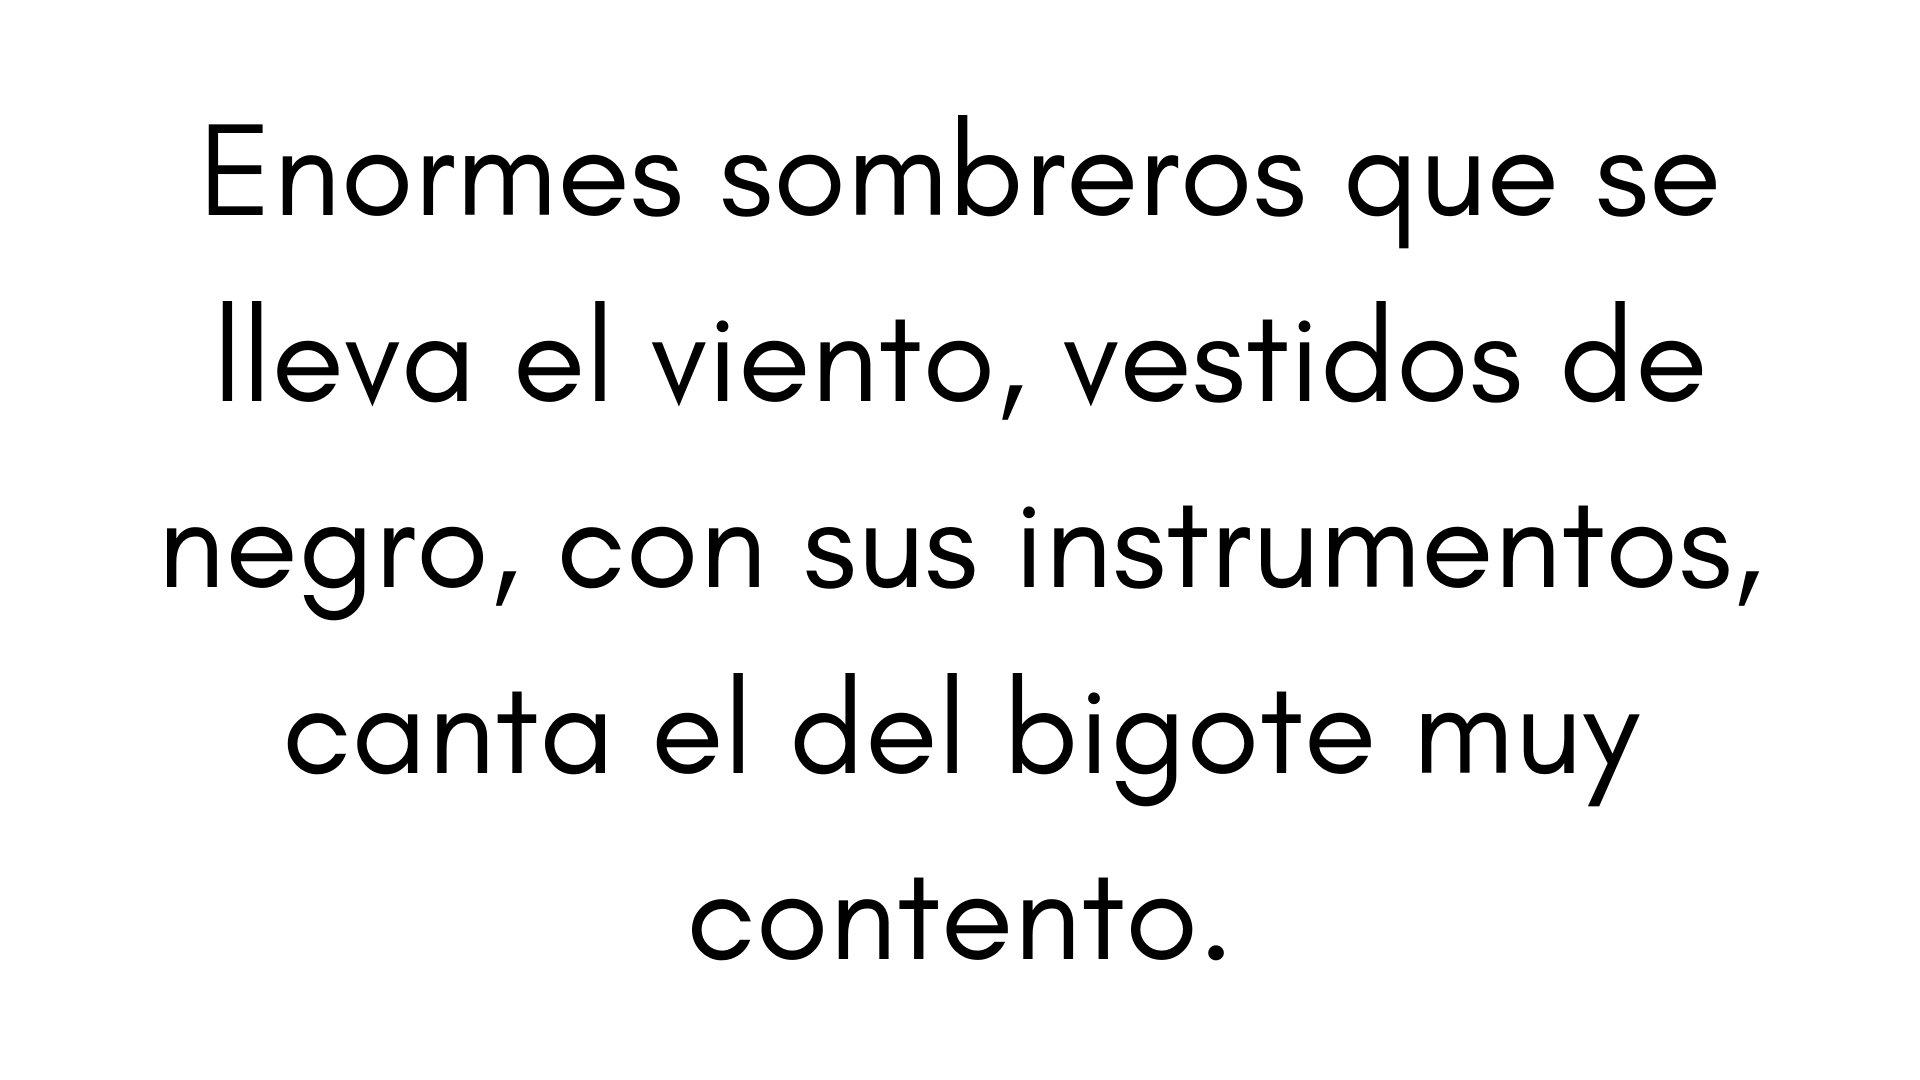 Enormes sombreros que se
lleva el viento, vestidos de
negro, con sus instrumentos,
canta el del bigote muy
contento.